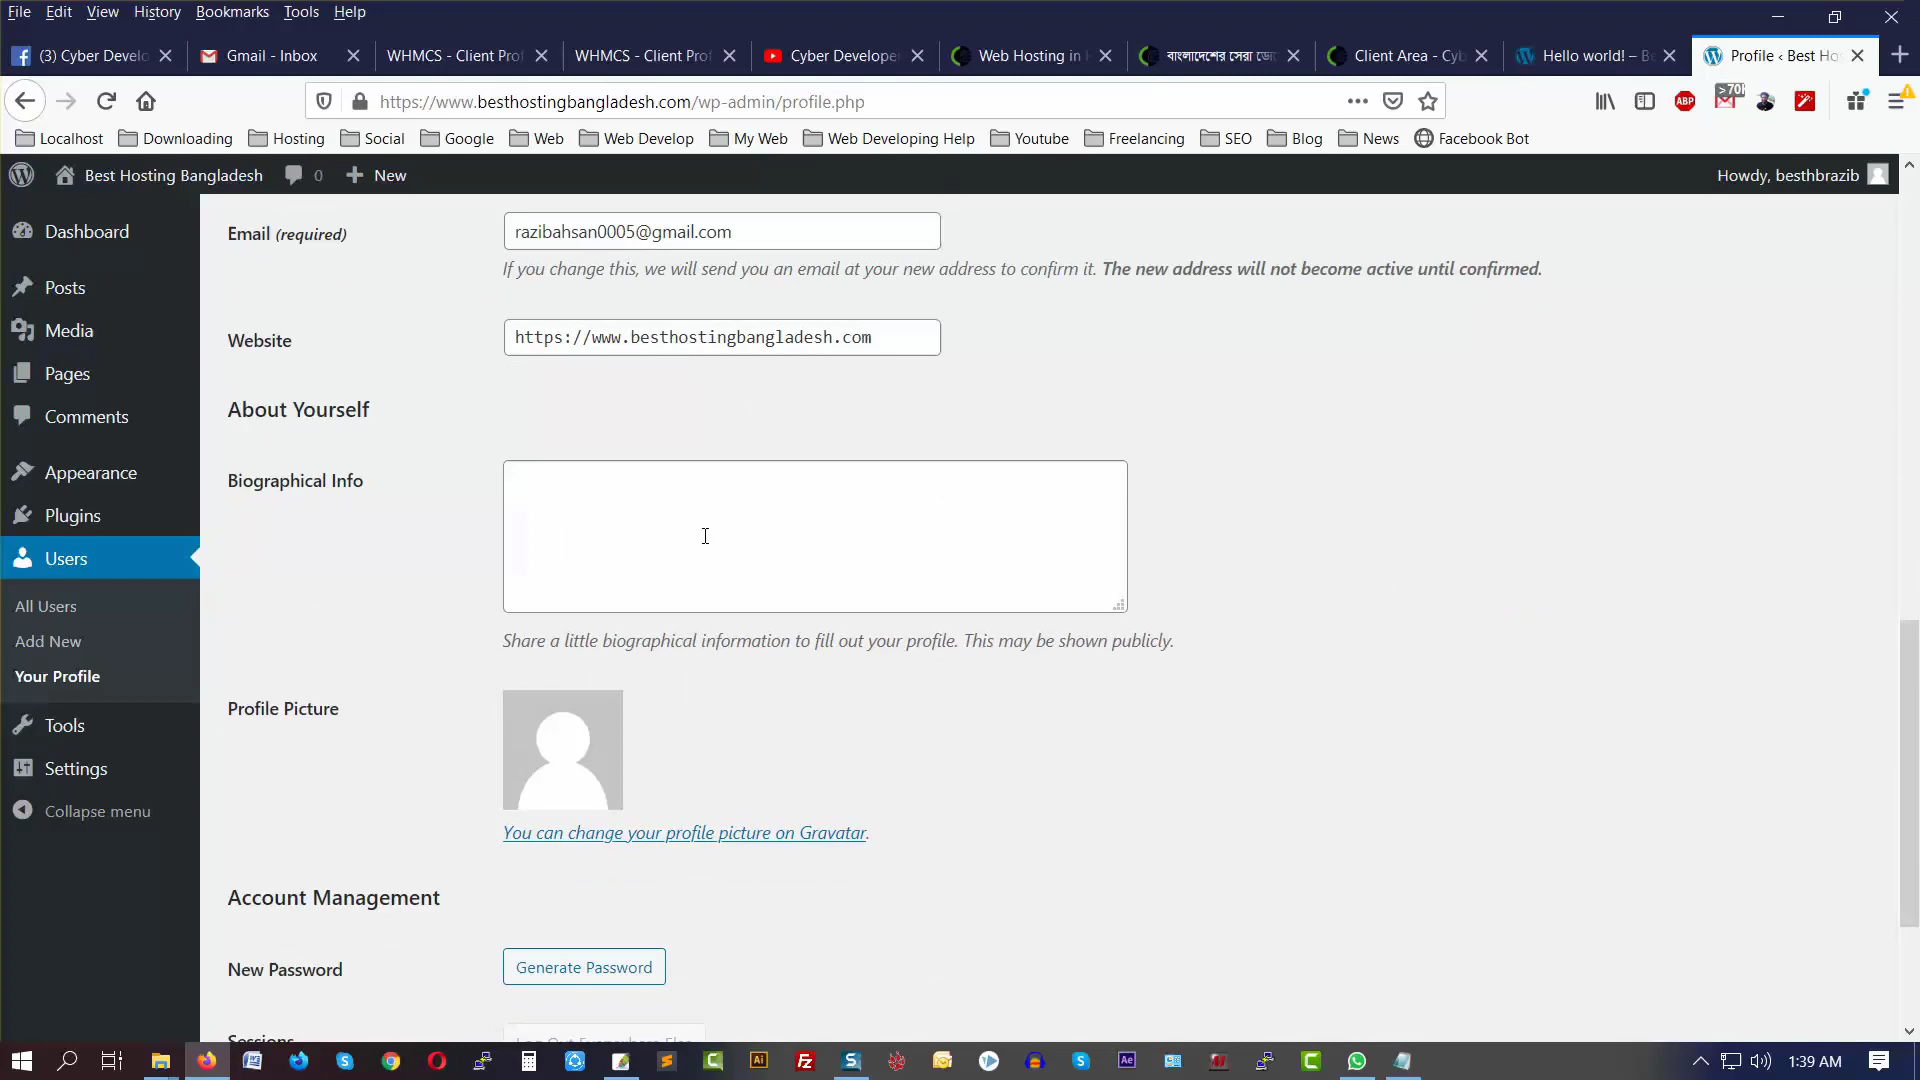 File Edit View History Bookmarks Tools Help
(3) Cyber Develo Gmail - Inbox WHMCS - Client Prof WHMCS - Client Prof Cyber Develope Web Hosting in বাংলাদেশের সেরা ডো Client Area - Cyb Hello world! – Be Profile ‹ Best Ho
https://www.besthostingbangladesh.com/wp-admin/profile.php ABP >70k
Localhost Downloading Hosting Social Google Web Web Develop My Web Web Developing Help Youtube Freelancing SEO Blog News Facebook Bot
Best Hosting Bangladesh 0 New Howdy, besthbrazib
Dashboard
Posts
Media
Pages
Comments
Appearance
Plugins
Users
All Users
Add New
Your Profile
Tools
Settings
Collapse menu
Email (required) razibahsan0005@gmail.com
If you change this, we will send you an email at your new address to confirm it. The new address will not become active until confirmed.
Website https://www.besthostingbangladesh.com
About Yourself
Biographical Info
Share a little biographical information to fill out your profile. This may be shown publicly.
Profile Picture
You can change your profile picture on Gravatar.
Account Management
New Password Generate Password
Sessions Log Out Everywhere Else
1:39 AM